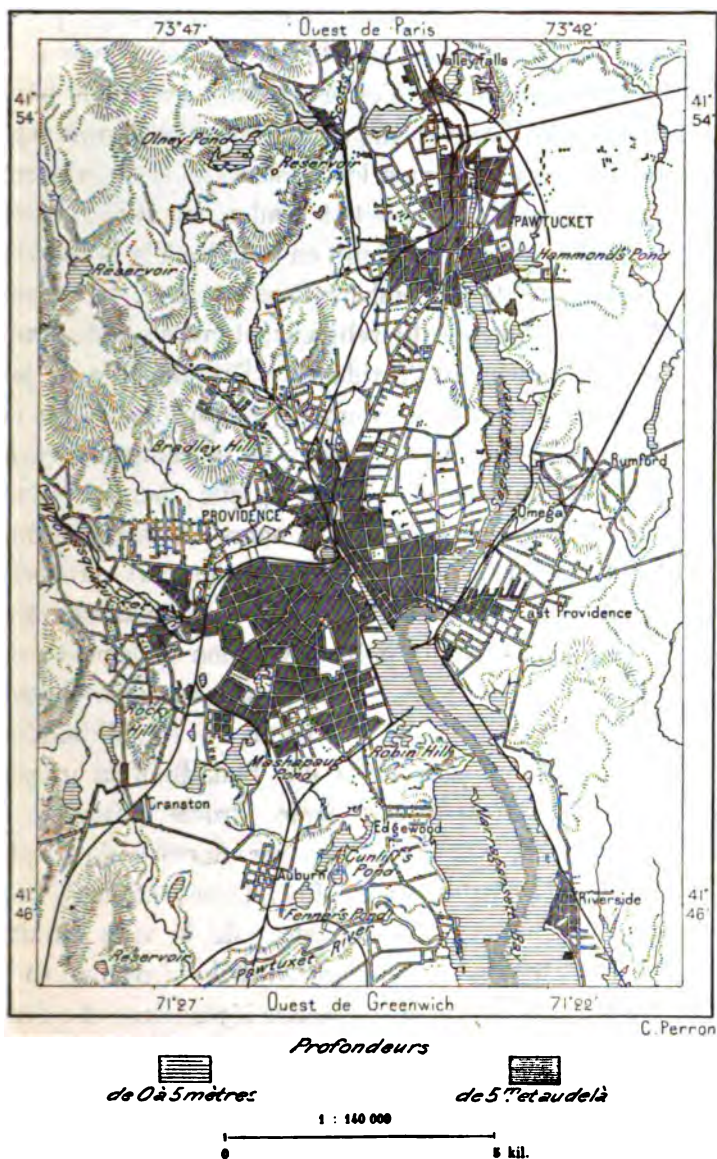 73°47' Ouest de Paris 73°42'
Valley falls
41°
54'
41°
54'
Olney Pond
Reservoir
PAWTUCKET
Hammond's Pond
Reservoir
Bradley Hill
Rumford
PROVIDENCE
Omega
East Providence
Rock
Hill
Mashapaug
Pond
Robin Hills
Cranston
Edgewood
Narragansett Bay
Cunliff's
Pond
Auburn
41°
46'
Riverside
41°
46'
Fenner's Pond
Reservoir
Pawtuxet River
71°27' Ouest de Greenwich 71°22'
C. Perron
Profondeurs
de 0 à 5 mètres
de 5m et au delà
1 : 140 000
0 5 kil.